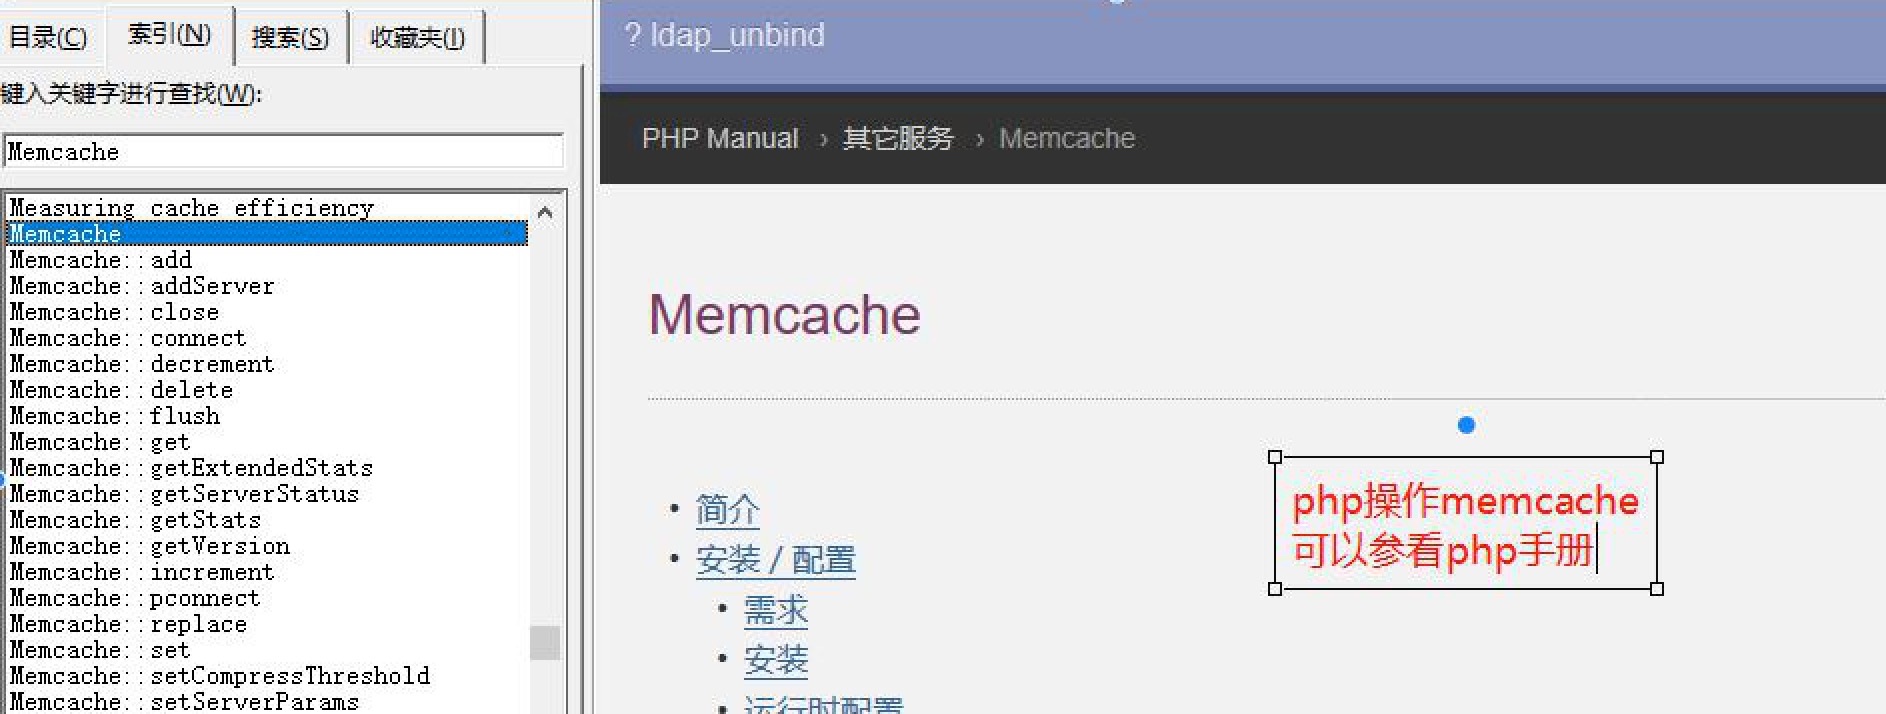 目录(C)
索引(N)
搜索(S)
收藏夹(I)
键入关键字进行查找(W):
Memcache
Measuring cache efficiency
Memcache
Memcache::add
Memcache::addServer
Memcache::close
Memcache::connect
Memcache::decrement
Memcache::delete
Memcache::flush
Memcache::get
Memcache::getExtendedStats
Memcache::getServerStatus
Memcache::getStats
Memcache::getVersion
Memcache::increment
Memcache::pconnect
Memcache::replace
Memcache::set
Memcache::setCompressThreshold
Memcache::setServerParams
? ldap_unbind
PHP Manual › 其它服务 › Memcache
Memcache
• 简介
• 安装 / 配置
• 需求
• 安装
• 运行时配置
php操作memcache
可以参看php手册